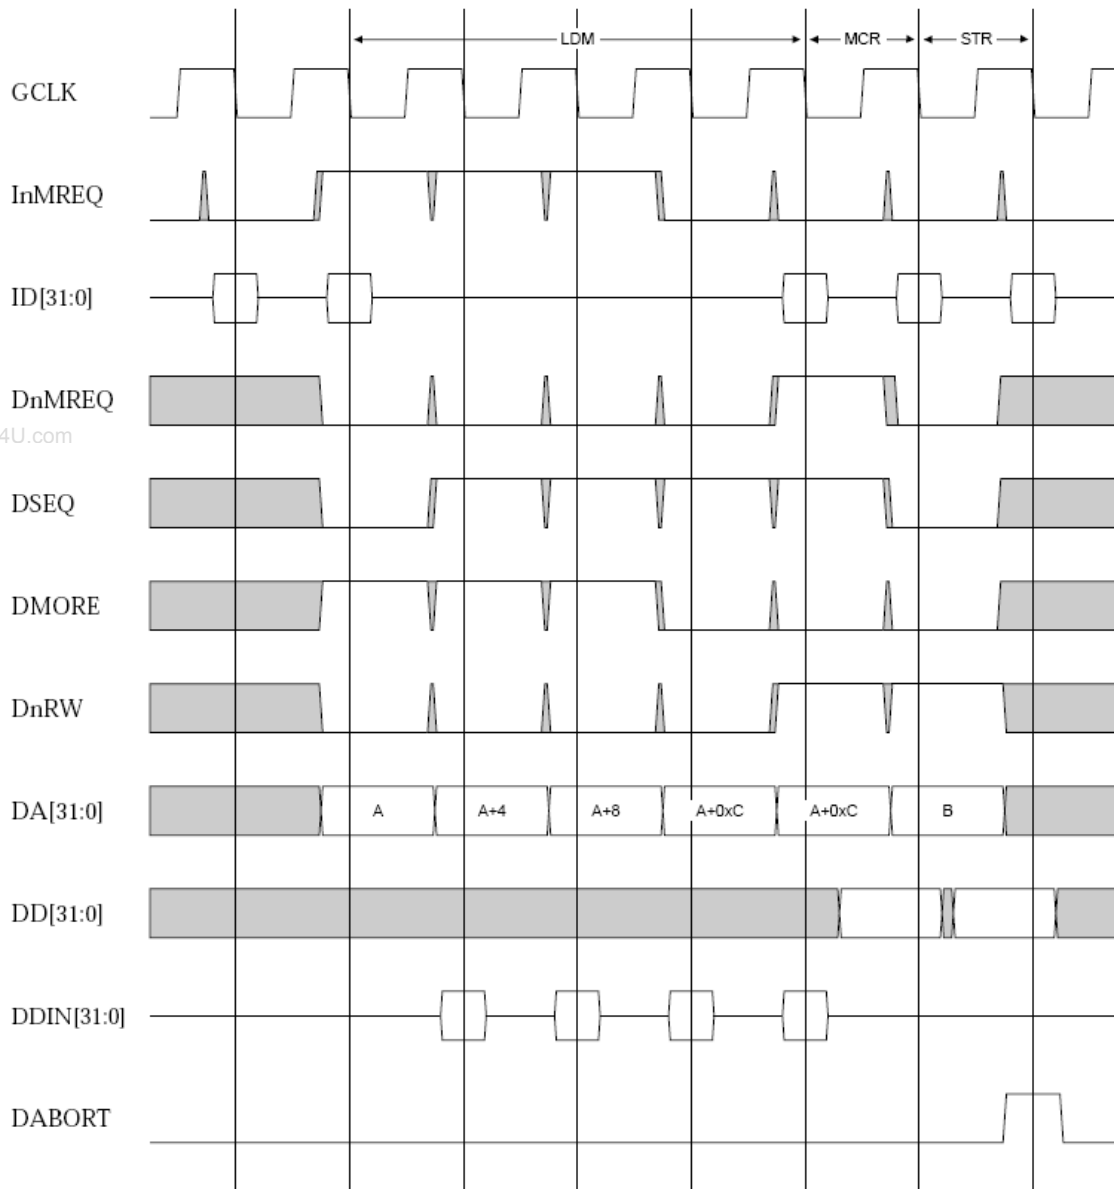 LDM MCR STR
GCLK
InMREQ
ID[31:0]
DnMREQ
4U.com
DSEQ
DMORE
DnRW
DA[31:0] A A+4 A+8 A+0xC A+0xC B
DD[31:0]
DDIN[31:0]
DABORT